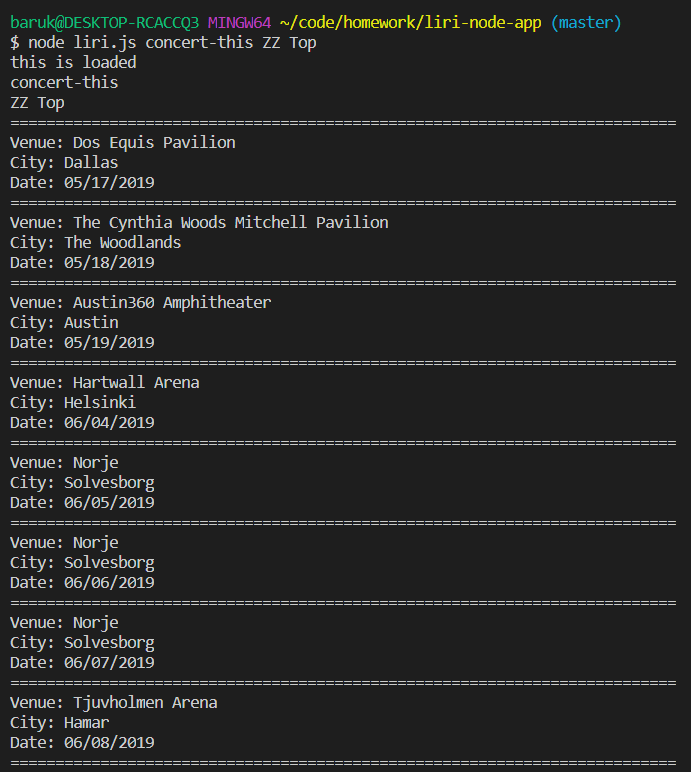 baruk@DESKTOP-RCACCQ3 MINGW64 ~/code/homework/liri-node-app (master)
$ node liri.js concert-this ZZ Top
this is loaded
concert-this
ZZ Top
==========================================================================
Venue: Dos Equis Pavilion
City: Dallas
Date: 05/17/2019
==========================================================================
Venue: The Cynthia Woods Mitchell Pavilion
City: The Woodlands
Date: 05/18/2019
==========================================================================
Venue: Austin360 Amphitheater
City: Austin
Date: 05/19/2019
==========================================================================
Venue: Hartwall Arena
City: Helsinki
Date: 06/04/2019
==========================================================================
Venue: Norje
City: Solvesborg
Date: 06/05/2019
==========================================================================
Venue: Norje
City: Solvesborg
Date: 06/06/2019
==========================================================================
Venue: Norje
City: Solvesborg
Date: 06/07/2019
==========================================================================
Venue: Tjuvholmen Arena
City: Hamar
Date: 06/08/2019
==========================================================================